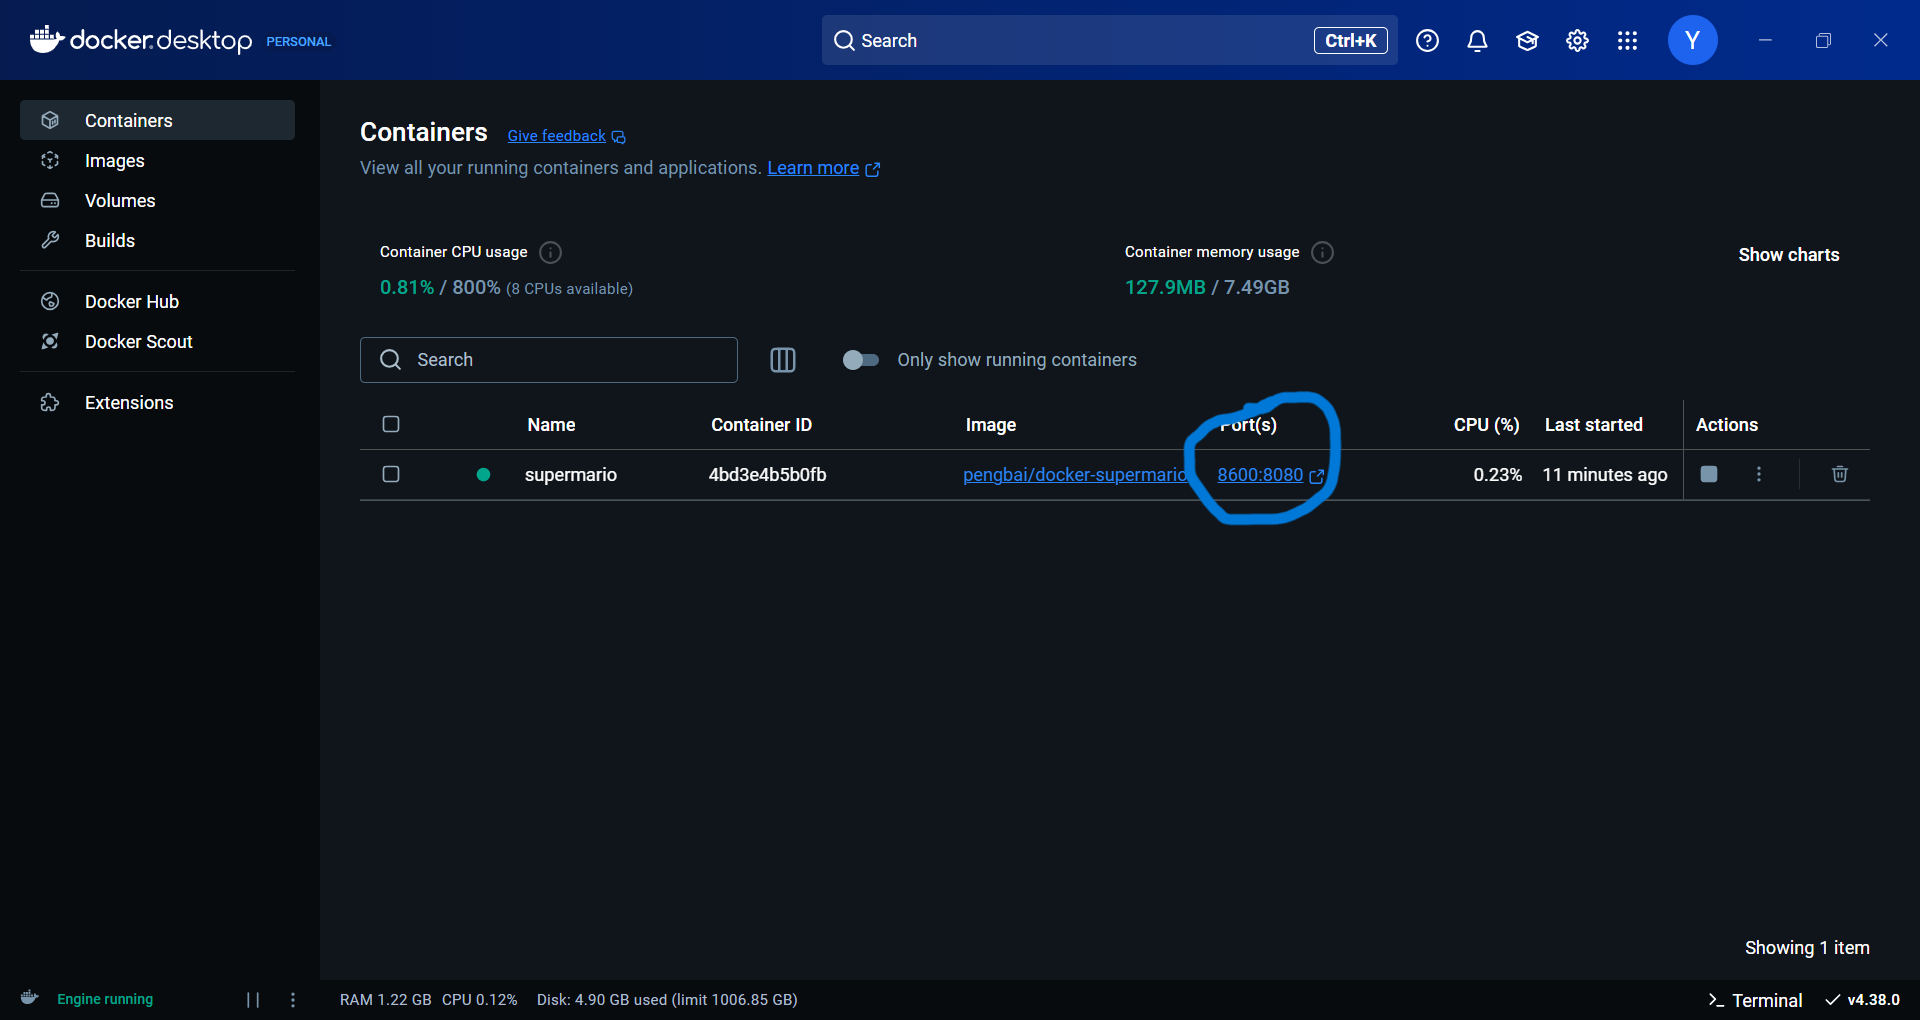 docker.desktop PERSONAL
Search Ctrl+K Y
Containers
Images
Volumes
Builds
Docker Hub
Docker Scout
Extensions
Containers Give feedback
View all your running containers and applications. Learn more
Container CPU usage
0.81% / 800% (8 CPUs available)
Container memory usage
127.9MB / 7.49GB
Show charts
Search
Only show running containers
Name Container ID Image Port(s) CPU (%) Last started Actions
supermario 4bd3e4b5b0fb pengbai/docker-supermario 8600:8080 0.23% 11 minutes ago
Showing 1 item
Engine running RAM 1.22 GB CPU 0.12% Disk: 4.90 GB used (limit 1006.85 GB) >_ Terminal v4.38.0